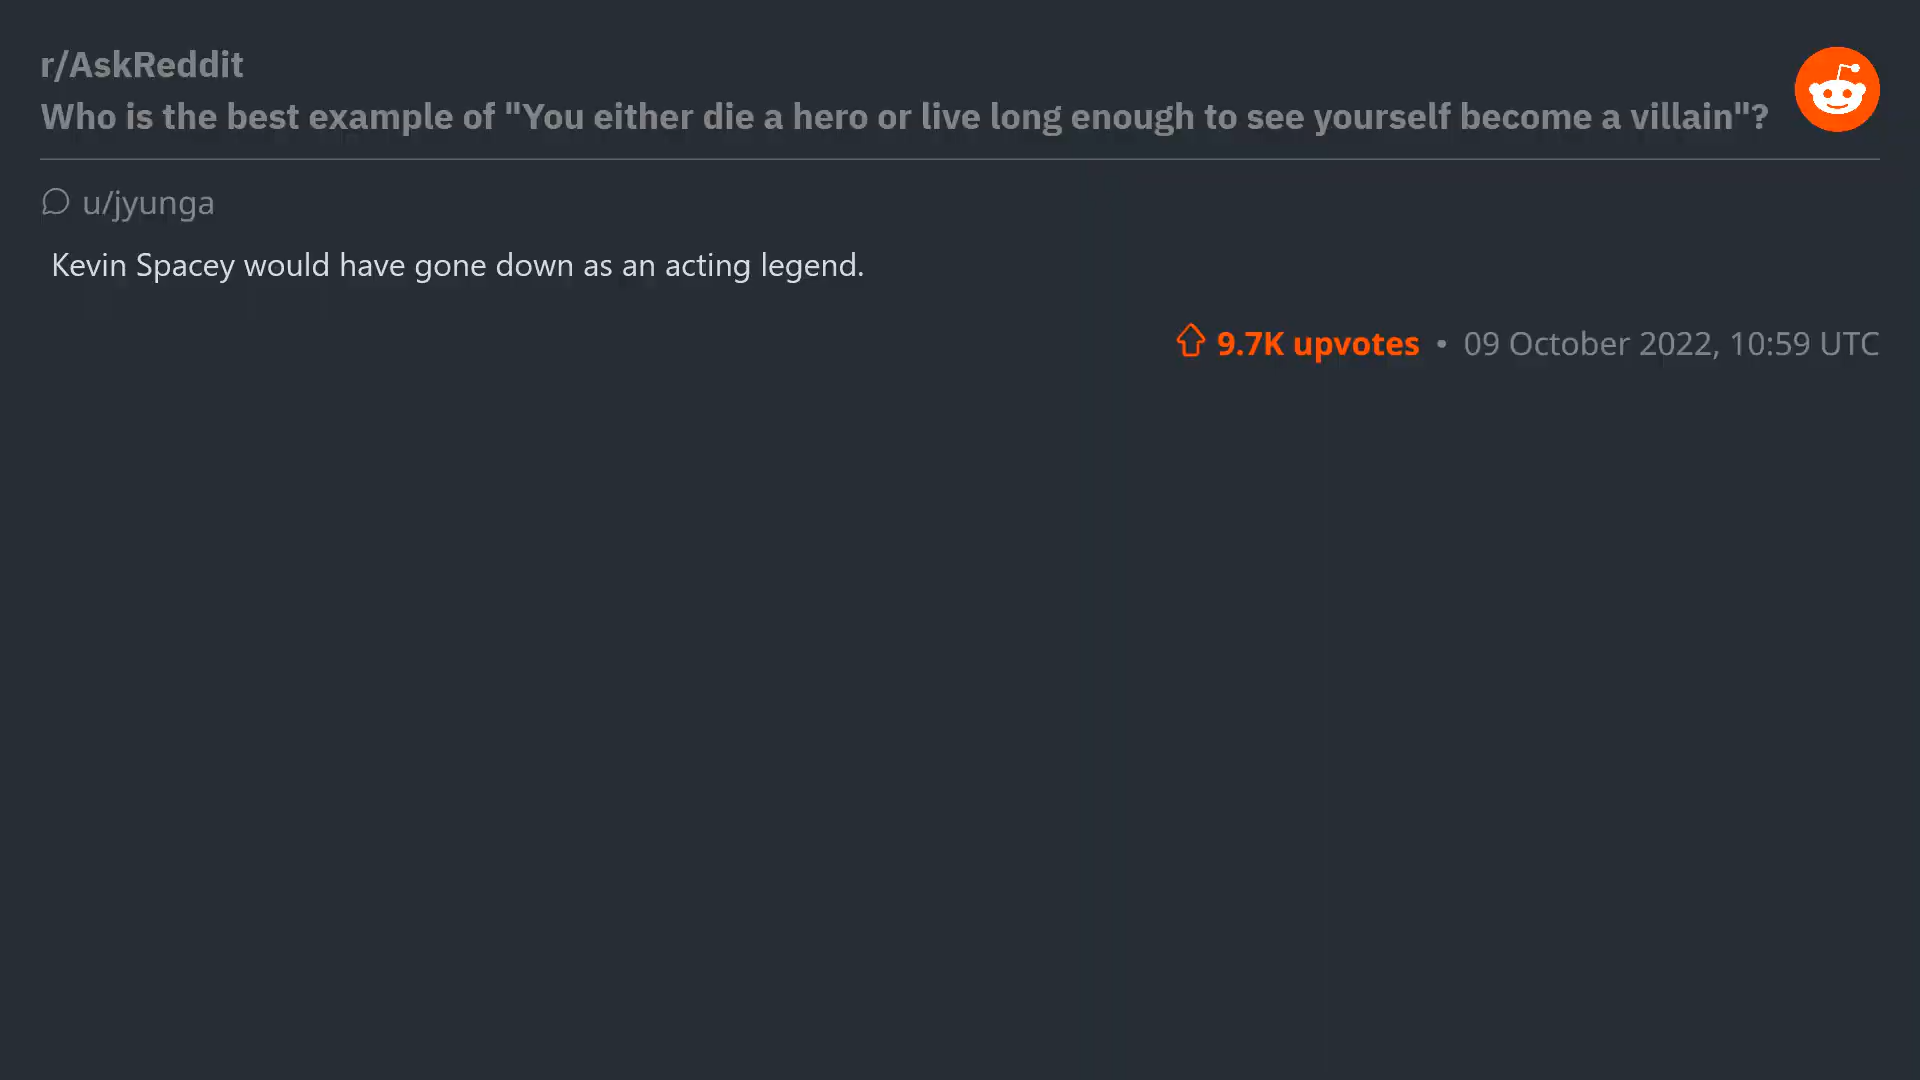 r/AskReddit
Who is the best example of "You either die a hero or live long enough to see yourself become a villain"?
u/jyunga
Kevin Spacey would have gone down as an acting legend.
9.7K upvotes • 09 October 2022, 10:59 UTC